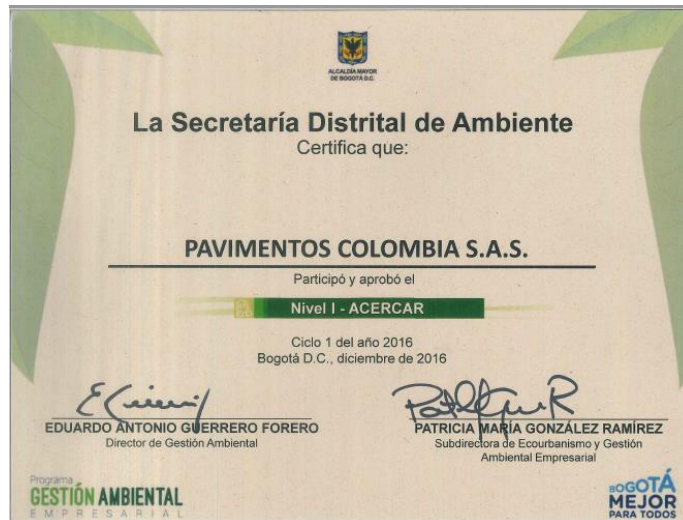 ALCALDÍA MAYOR
DE BOGOTÁ D.C.
La Secretaría Distrital de Ambiente
Certifica que:
PAVIMENTOS COLOMBIA S.A.S.
Participó y aprobó el
Nivel I - ACERCAR
Ciclo 1 del año 2016
Bogotá D.C., diciembre de 2016
EDUARDO ANTONIO GUERRERO FORERO
Director de Gestión Ambiental
PATRICIA MARÍA GONZÁLEZ RAMÍREZ
Subdirectora de Ecourbanismo y Gestión
Ambiental Empresarial
Programa
GESTIÓN AMBIENTAL
EMPRESARIAL
BOGOTÁ
MEJOR
PARA TODOS